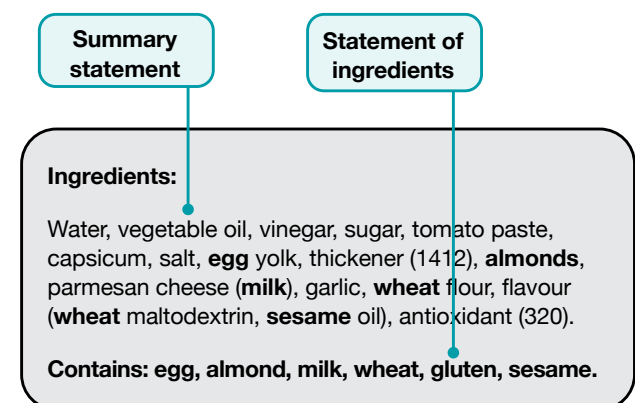 Summary
statement
Statement of
ingredients
Ingredients:
Water, vegetable oil, vinegar, sugar, tomato paste,
capsicum, salt, egg yolk, thickener (1412), almonds,
parmesan cheese (milk), garlic, wheat flour, flavour
(wheat maltodextrin, sesame oil), antioxidant (320).
Contains: egg, almond, milk, wheat, gluten, sesame.